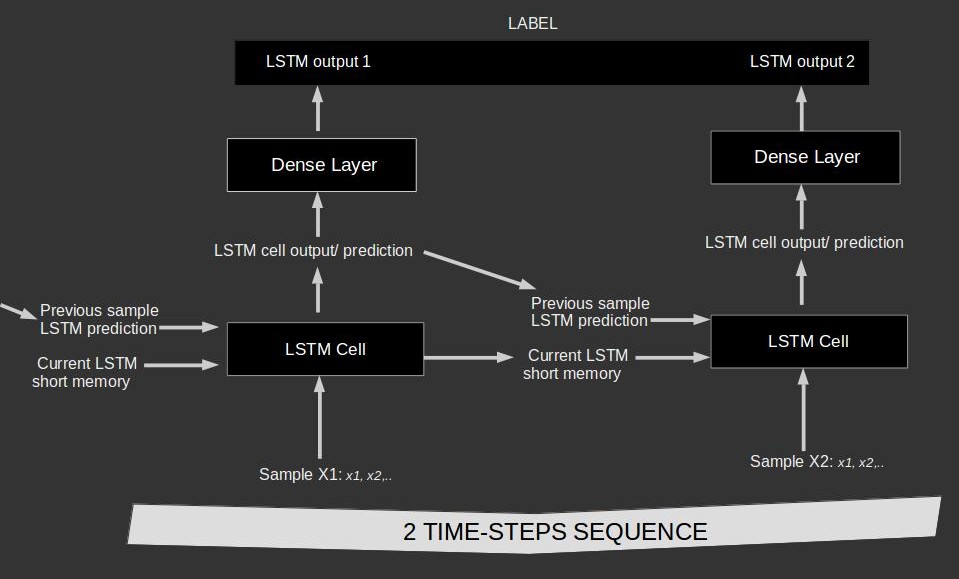 LABEL
LSTM output 1
LSTM output 2
Dense Layer
Dense Layer
LSTM cell output/ prediction
LSTM cell output/ prediction
Previous sample
LSTM prediction
Previous sample
LSTM prediction
LSTM Cell
LSTM Cell
Current LSTM
short memory
Current LSTM
short memory
Sample X1: x1, x2,..
Sample X2: x1, x2,..
2 TIME-STEPS SEQUENCE